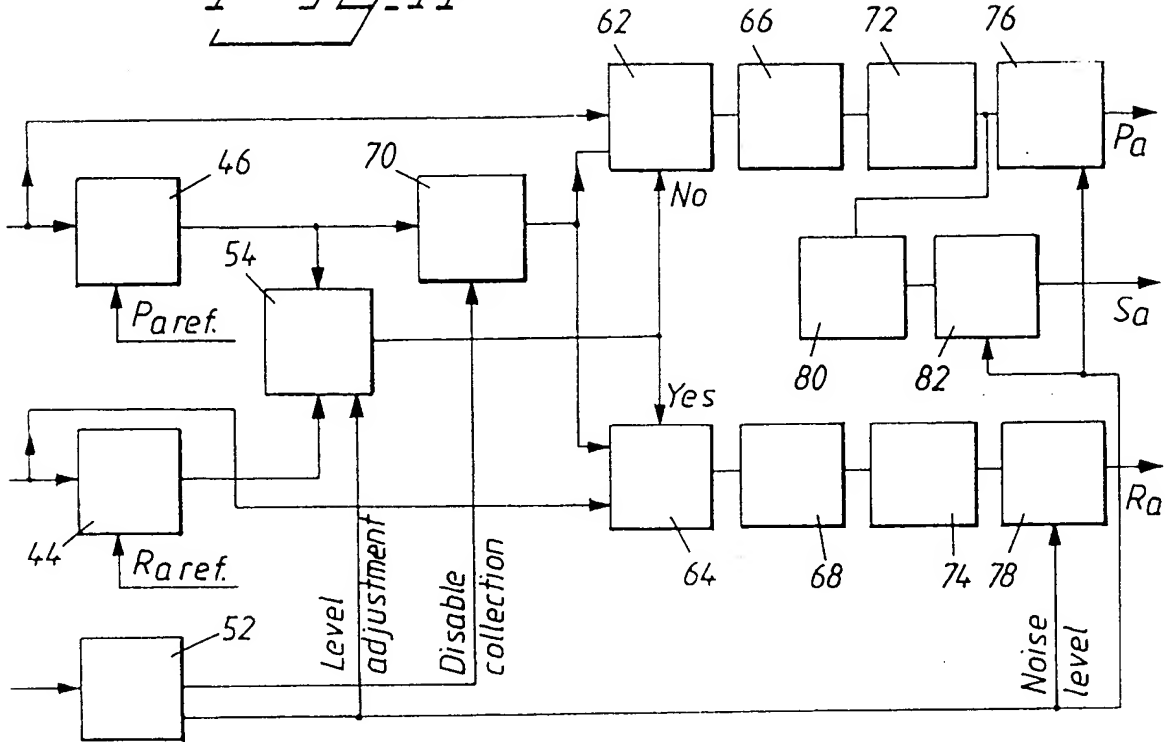 62
66
72
76
Pa
46
70
No
54
Pa ref.
Sa
80
82
Yes
Ra
44
Ra ref.
64
68
74
78
Level
adjustment
Disable
collection
52
Noise
level